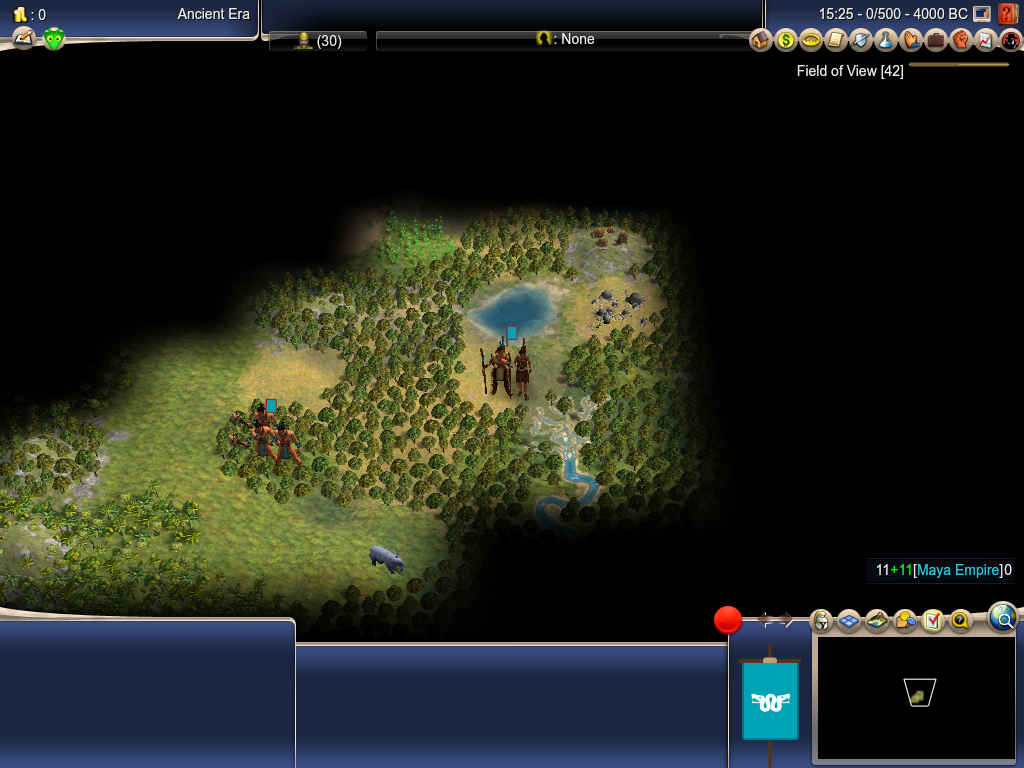 : 0
Ancient Era
(30)
: None
15:25 - 0/500 - 4000 BC
Field of View [42]
11+11[Maya Empire]0